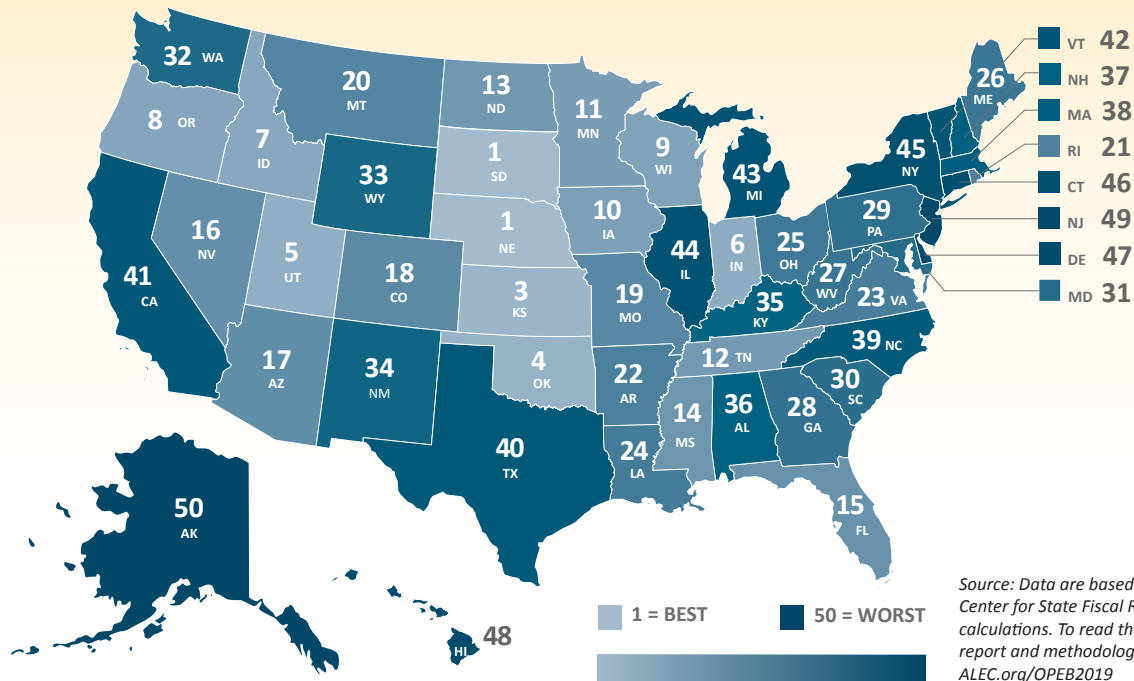 32 WA
20
MT
13
ND
11
MN
8 OR
7
ID
1
SD
9
WI
33
WY
43
MI
26
ME
45
NY
VT 42
NH 37
MA 38
RI 21
CT 46
NJ 49
DE 47
MD 31
16
NV
5
UT
1
NE
10
IA
29
PA
41
CA
18
CO
3
KS
19
MO
44
IL
6
IN
25
OH
27
WV
23 VA
35
KY
39 NC
12 TN
17
AZ
34
NM
4
OK
22
AR
30
SC
14
MS
36
AL
28
GA
40
TX
24
LA
15
FL
50
AK
HI 48
1 = BEST
50 = WORST
Source: Data are based
Center for State Fiscal R
calculations. To read th
report and methodolog
ALEC.org/OPEB2019